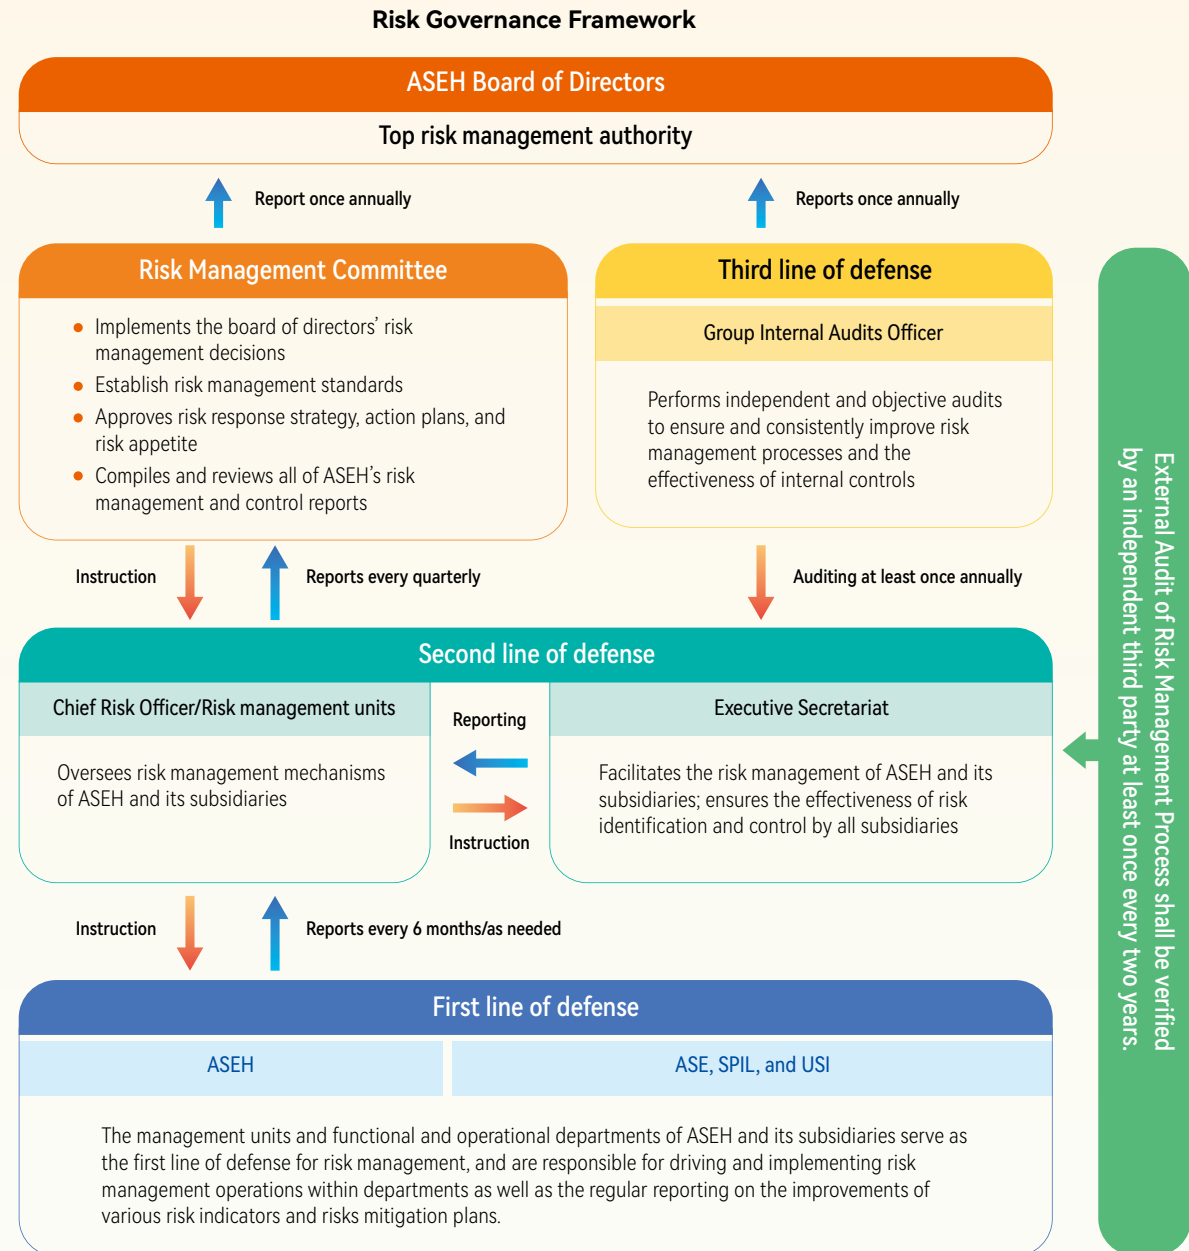 Risk Governance Framework
ASEH Board of Directors
Top risk management authority
Report once annually
Reports once annually
Risk Management Committee
● Implements the board of directors’ risk
management decisions
● Establish risk management standards
● Approves risk response strategy, action plans, and
risk appetite
● Compiles and reviews all of ASEH’s risk
management and control reports
Third line of defense
Group Internal Audits Officer
Performs independent and objective audits
to ensure and consistently improve risk
management processes and the
effectiveness of internal controls
Instruction
Reports every quarterly
Auditing at least once annually
Second line of defense
Chief Risk Officer/Risk management units
Oversees risk management mechanisms
of ASEH and its subsidiaries
Reporting
Instruction
Executive Secretariat
Facilitates the risk management of ASEH and its
subsidiaries; ensures the effectiveness of risk
identification and control by all subsidiaries
Instruction
Reports every 6 months/as needed
First line of defense
ASEH
ASE, SPIL, and USI
The management units and functional and operational departments of ASEH and its subsidiaries serve as
the first line of defense for risk management, and are responsible for driving and implementing risk
management operations within departments as well as the regular reporting on the improvements of
various risk indicators and risks mitigation plans.
External Audit of Risk Management Process shall be verified
by an independent third party at least once every two years.